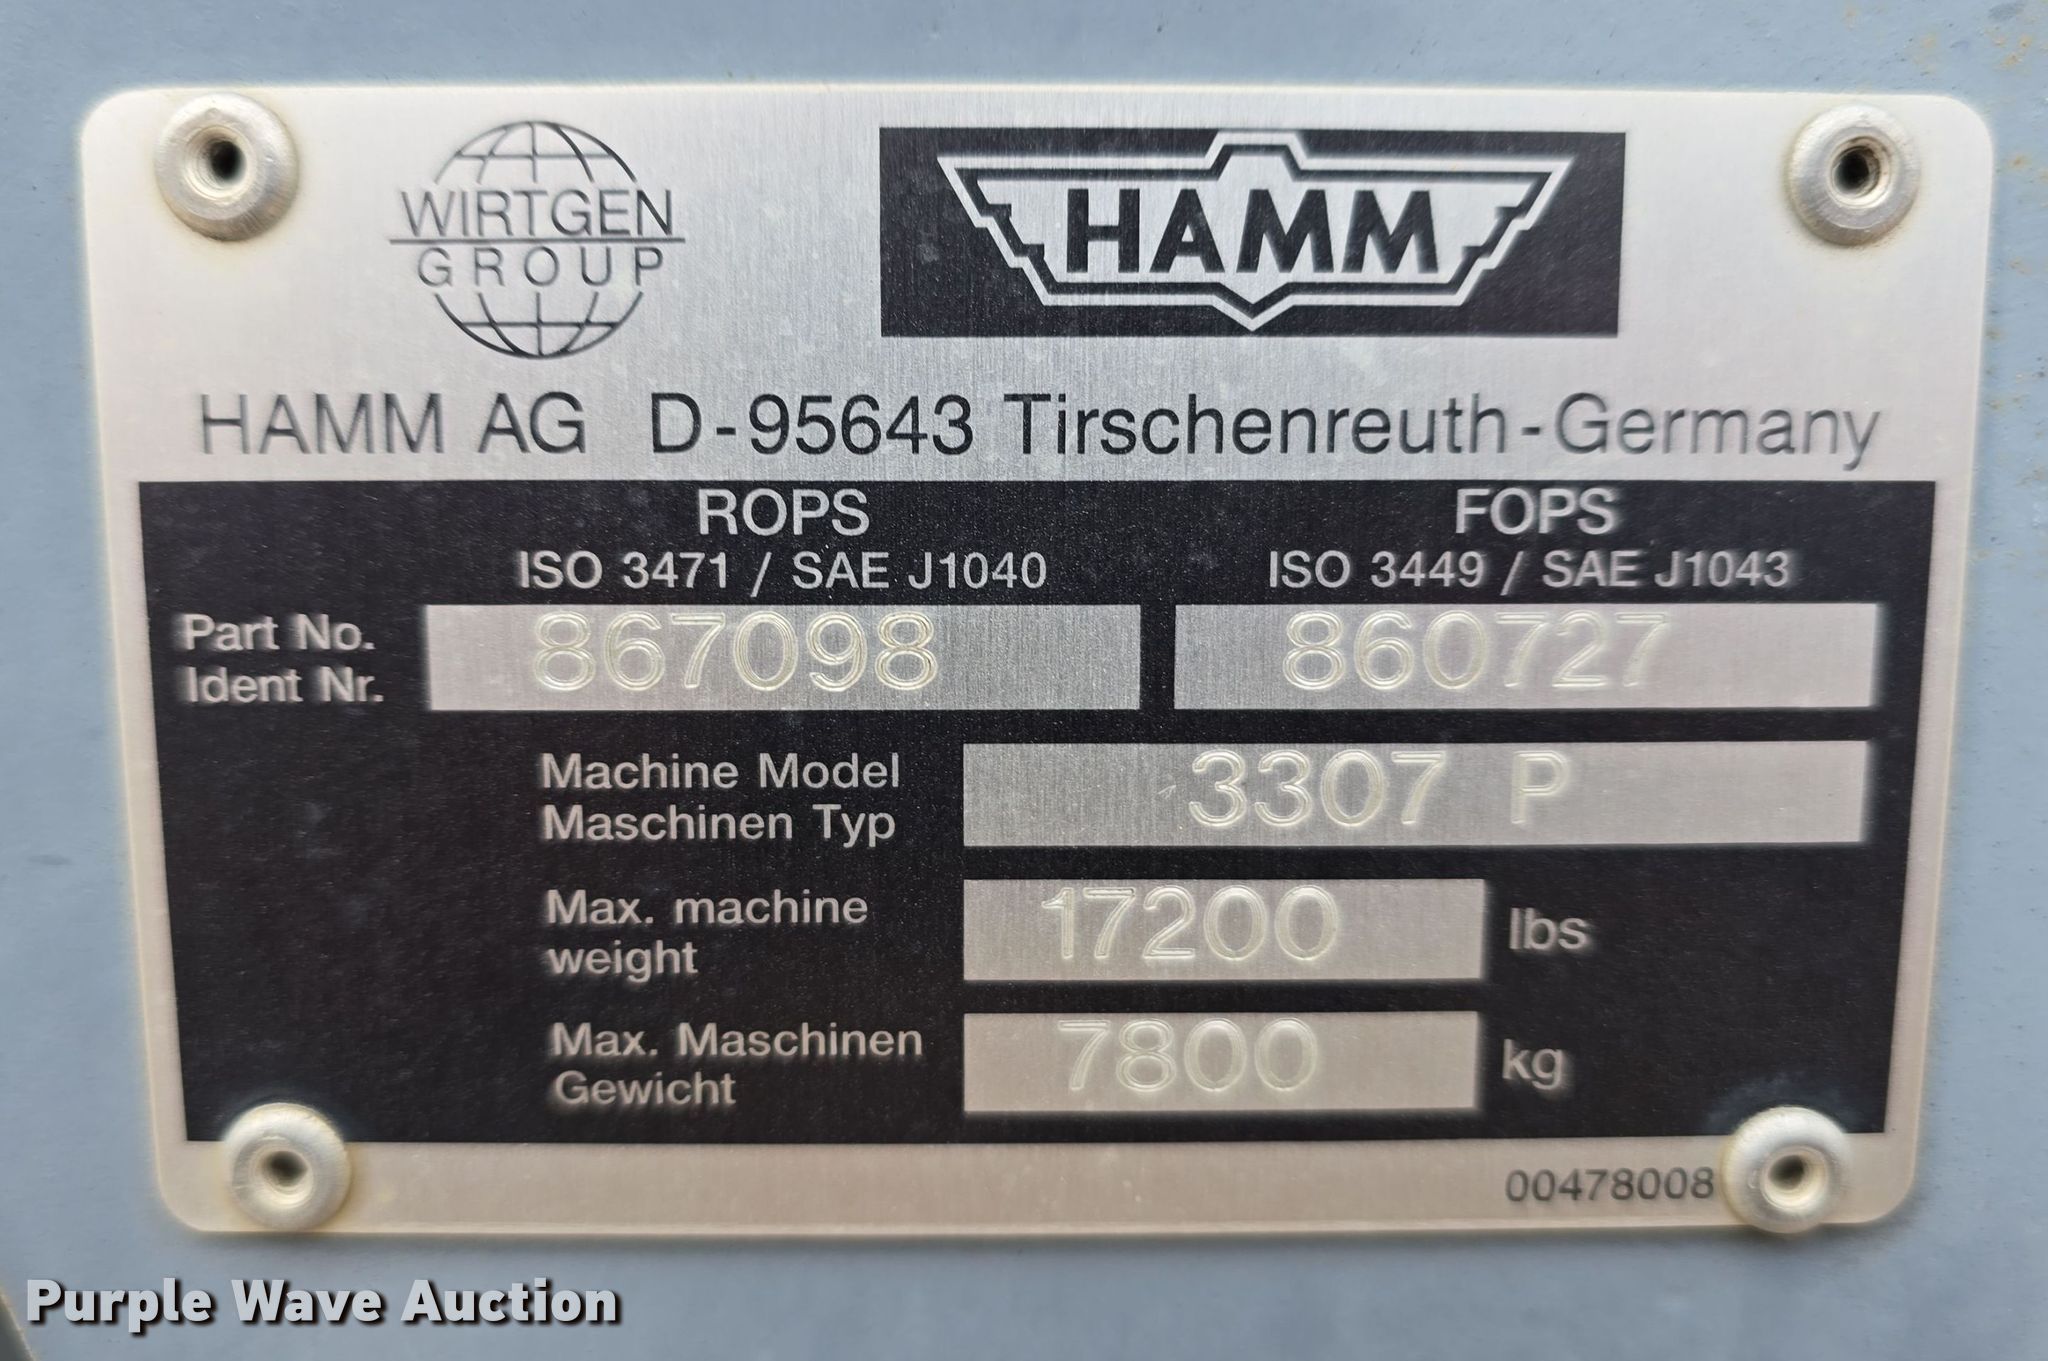 WIRTGEN
GROUP
HAMM
HAMM AG D-95643 Tirschenreuth-Germany
ROPS
ISO 3471 / SAE J1040
FOPS
ISO 3449 / SAE J1043
Part No.
Ident Nr.
867098
860727
Machine Model
Maschinen Typ
3307 P
Max. machine
weight
17200 lbs
Max. Maschinen
Gewicht
7800 kg
00478008
Purple Wave Auction